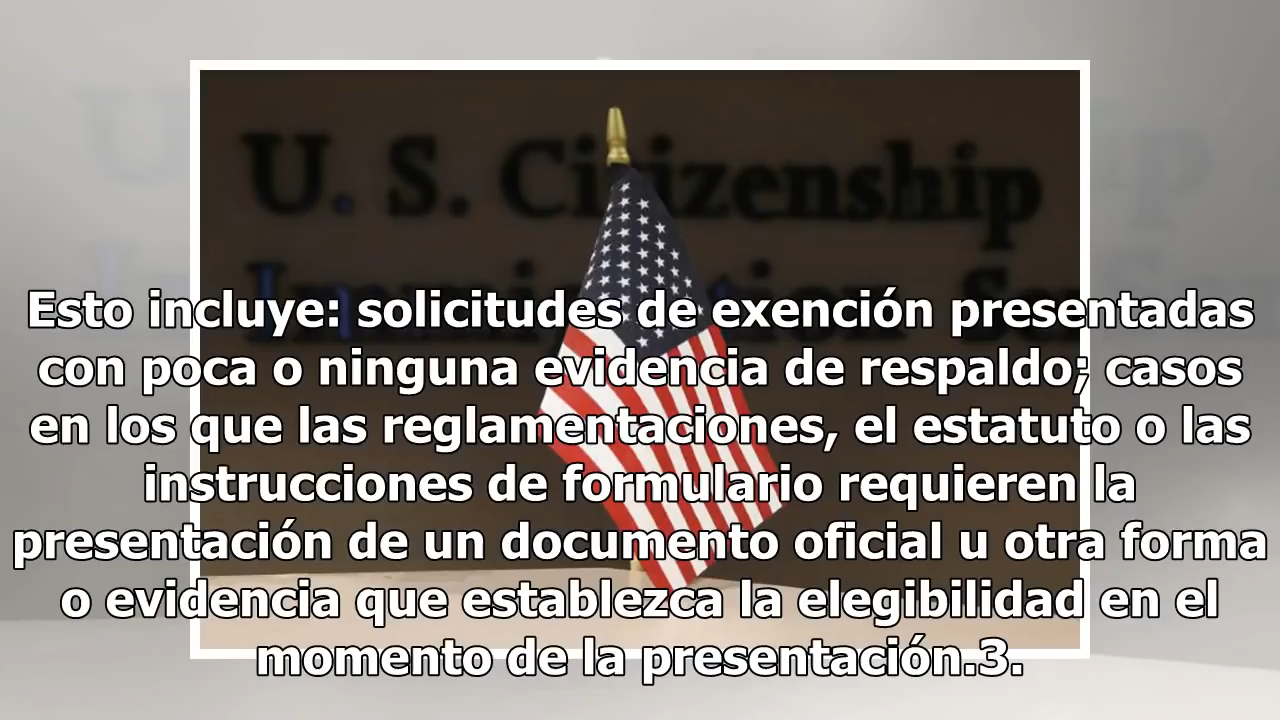 U. S. Citizenship
Esto incluye: solicitudes de exención presentadas
con poca o ninguna evidencia de respaldo; casos
en los que las reglamentaciones, el estatuto o las
instrucciones de formulario requieren la
presentación de un documento oficial u otra forma
o evidencia que establezca la elegibilidad en el
momento de la presentación.3.